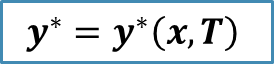 y* = y*(x, T)